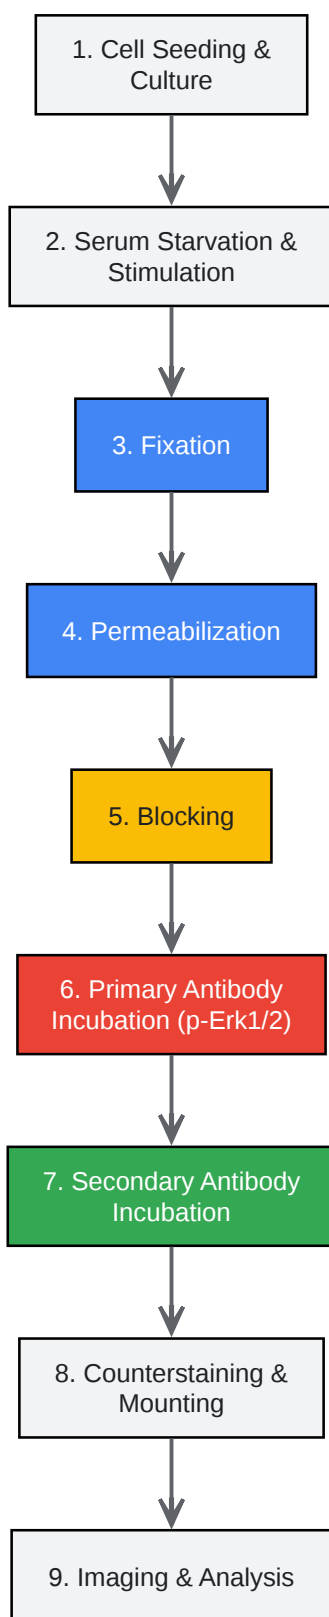 1. Cell Seeding &
Culture
2. Serum Starvation &
Stimulation
3. Fixation
4. Permeabilization
5. Blocking
6. Primary Antibody
Incubation (p-Erk1/2)
7. Secondary Antibody
Incubation
8. Counterstaining &
Mounting
9. Imaging & Analysis